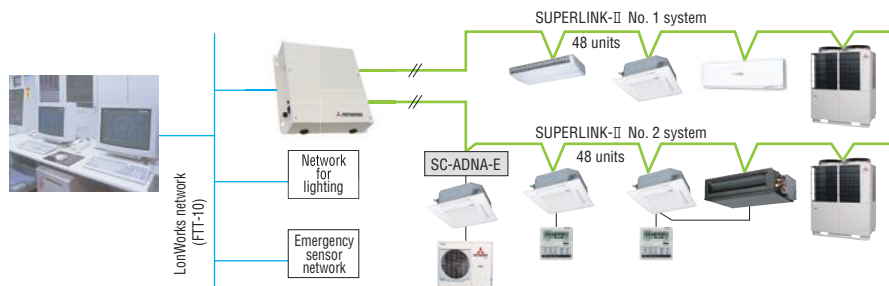 SUPERLINK-II No. 1 system
48 units
SUPERLINK-II No. 2 system
48 units
SC-ADNA-E
LonWorks network
(FTT-10)
Network
for
lighting
Emergency
sensor
network